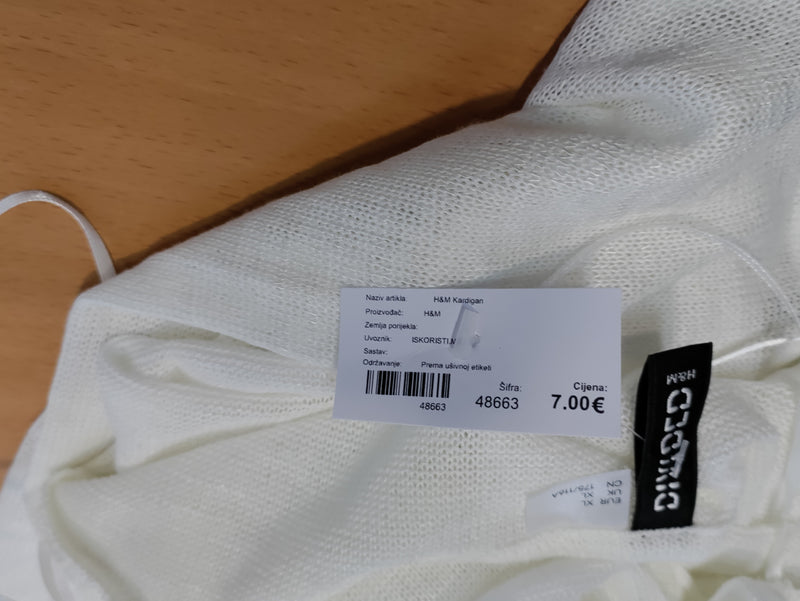 Naziv artikla: H&M Kardigan
Proizvođač: H&M
Zemlja porijekla:
Uvoznik: ISKORISTI.M
Sastav:
Održavanje: Prema ušivnoj etiketi
48663
Šifra:
48663
Cijena:
7.00€
DIVIDED
H&M
EUR XL
UK XL
CN 175/116A